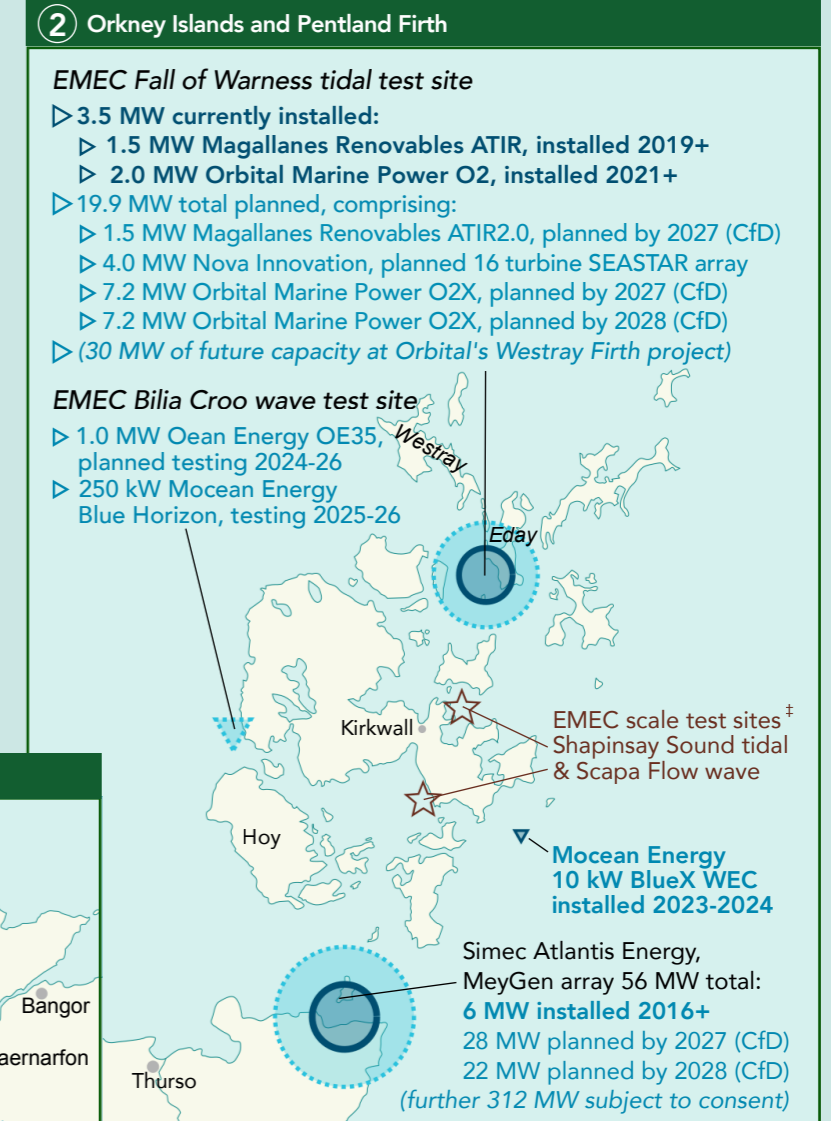 2 Orkney Islands and Pentland Firth
EMEC Fall of Warness tidal test site
▷ 3.5 MW currently installed:
▷ 1.5 MW Magallanes Renovables ATIR, installed 2019+
▷ 2.0 MW Orbital Marine Power O2, installed 2021+
▷ 19.9 MW total planned, comprising:
▷ 1.5 MW Magallanes Renovables ATIR2.0, planned by 2027 (CfD)
▷ 4.0 MW Nova Innovation, planned 16 turbine SEASTAR array
▷ 7.2 MW Orbital Marine Power O2X, planned by 2027 (CfD)
▷ 7.2 MW Orbital Marine Power O2X, planned by 2028 (CfD)
▷ (30 MW of future capacity at Orbital's Westray Firth project)
EMEC Bilia Croo wave test site
▷ 1.0 MW Oean Energy OE35,
planned testing 2024-26
▷ 250 kW Mocean Energy
Blue Horizon, testing 2025-26
Westray
Eday
Kirkwall
EMEC scale test sites‡
Shapinsay Sound tidal
& Scapa Flow wave
Hoy
Mocean Energy
10 kW BlueX WEC
installed 2023-2024
Simec Atlantis Energy,
MeyGen array 56 MW total:
6 MW installed 2016+
28 MW planned by 2027 (CfD)
22 MW planned by 2028 (CfD)
(further 312 MW subject to consent)
Bangor
aernarfon
Thurso